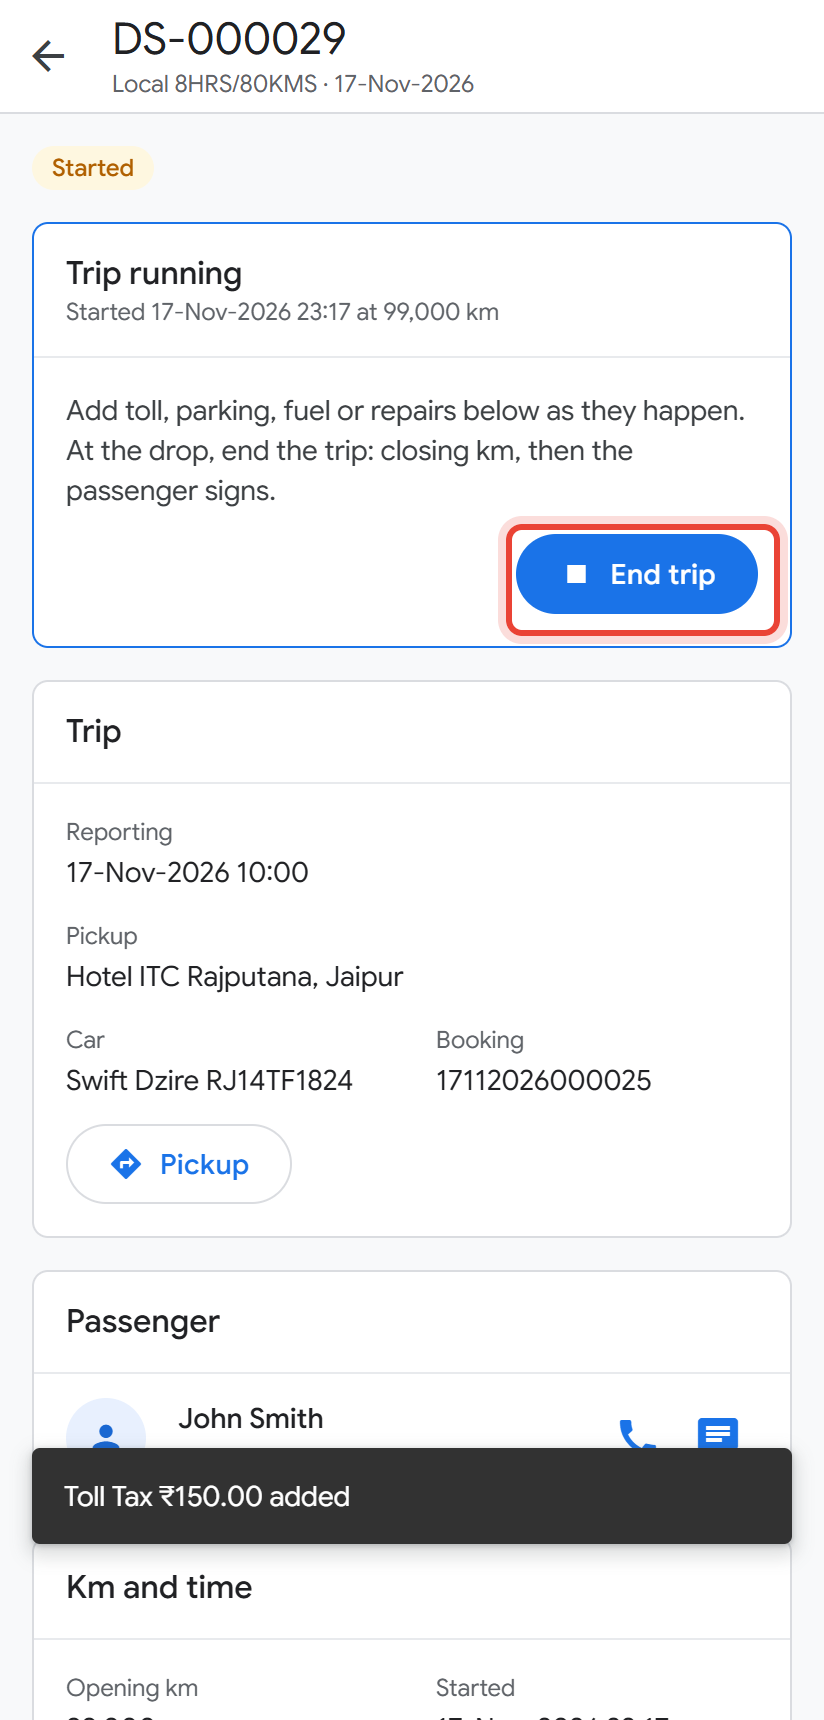 DS-000029
Local 8HRS/80KMS · 17-Nov-2026
Started
Trip running
Started 17-Nov-2026 23:17 at 99,000 km
Add toll, parking, fuel or repairs below as they happen.
At the drop, end the trip: closing km, then the
passenger signs.
End trip
Trip
Reporting
17-Nov-2026 10:00
Pickup
Hotel ITC Rajputana, Jaipur
Car Booking
Swift Dzire RJ14TF1824 17112026000025
Pickup
Passenger
John Smith
Toll Tax ₹150.00 added
Km and time
Opening km Started